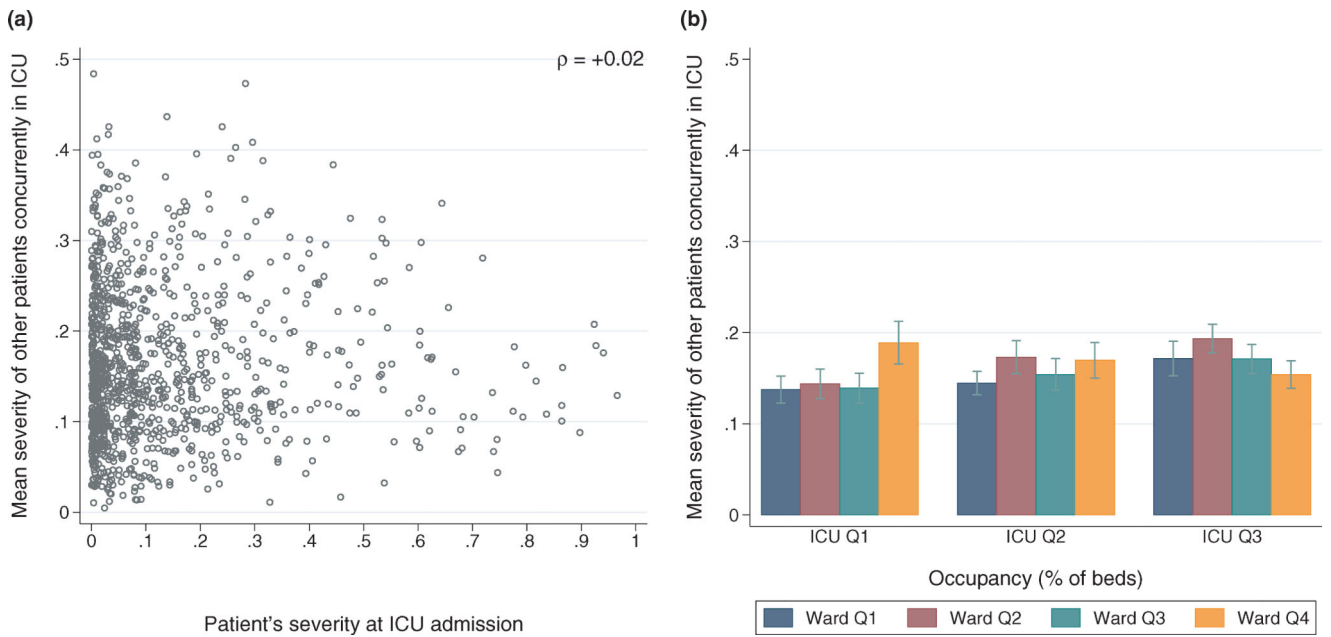 (a)
Mean severity of other patients concurrently in ICU
.5
.4
.3
.2
.1
0
ρ = +0.02
0 .1 .2 .3 .4 .5 .6 .7 .8 .9 1
Patient's severity at ICU admission
(b)
Mean severity of other patients concurrently in ICU
.5
.4
.3
.2
.1
0
ICU Q1 ICU Q2 ICU Q3
Occupancy (% of beds)
Ward Q1 Ward Q2 Ward Q3 Ward Q4